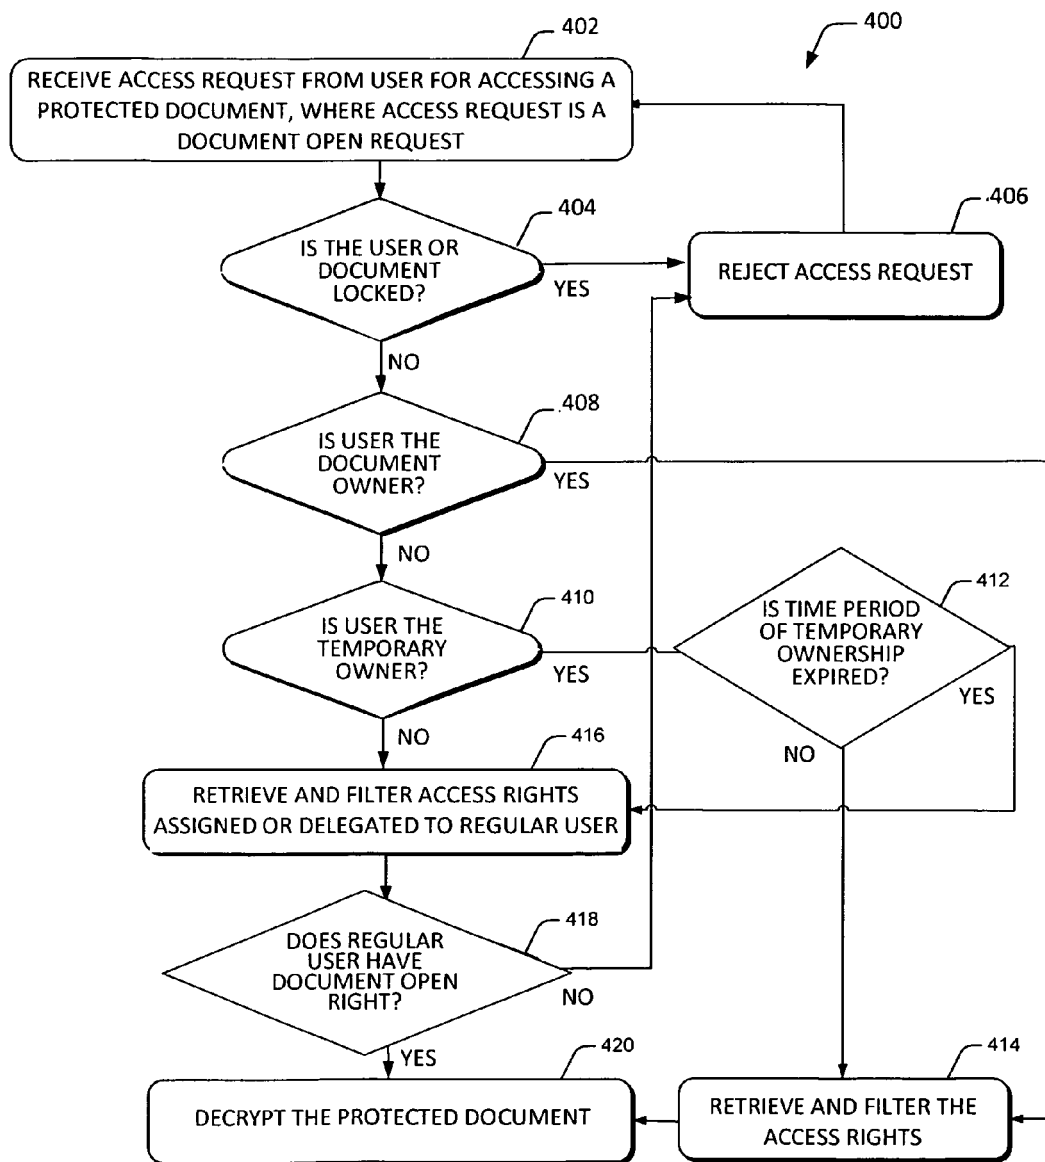 402
400
RECEIVE ACCESS REQUEST FROM USER FOR ACCESSING A
PROTECTED DOCUMENT, WHERE ACCESS REQUEST IS A
DOCUMENT OPEN REQUEST
404
IS THE USER OR
DOCUMENT
LOCKED?
YES
NO
.406
REJECT ACCESS REQUEST
.408
IS USER THE
DOCUMENT
OWNER?
YES
NO
410
IS USER THE
TEMPORARY
OWNER?
YES
NO
412
IS TIME PERIOD
OF TEMPORARY
OWNERSHIP
EXPIRED?
YES
NO
416
RETRIEVE AND FILTER ACCESS RIGHTS
ASSIGNED OR DELEGATED TO REGULAR USER
418
DOES REGULAR
USER HAVE
DOCUMENT OPEN
RIGHT?
NO
YES
420
DECRYPT THE PROTECTED DOCUMENT
414
RETRIEVE AND FILTER THE
ACCESS RIGHTS